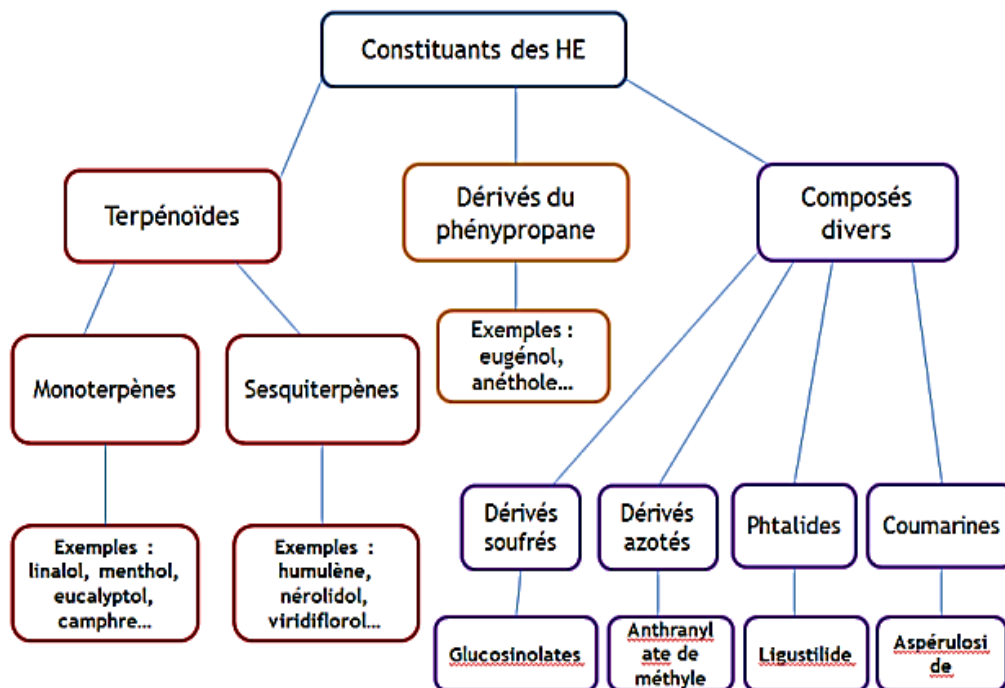 Constituants des HE
Terpénoïdes
Dérivés du
phénypropane
Composés
divers
Exemples :
eugénol,
anéthole...
Monoterpènes
Sesquiterpènes
Dérivés
soufrés
Dérivés
azotés
Phtalides
Coumarines
Exemples :
linalol, menthol,
eucalyptol,
camphre...
Exemples :
humulène,
nérolidol,
viridiflorol...
Glucosinolates
Anthranyl
ate de
méthyle
Ligustilide
Aspérulosi
de